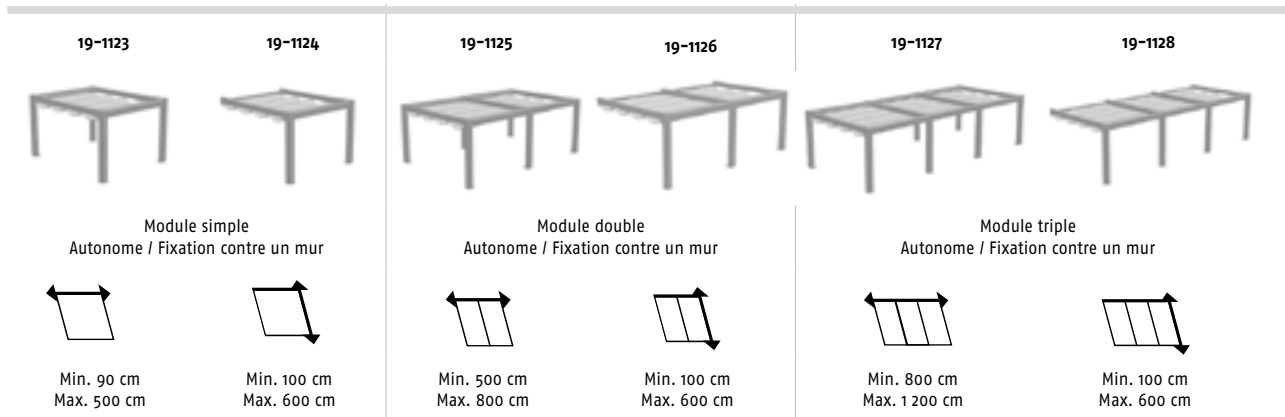 19-1123
19-1124
19-1125
19-1126
19-1127
19-1128
Module simple
Autonome / Fixation contre un mur
Module double
Autonome / Fixation contre un mur
Module triple
Autonome / Fixation contre un mur
Min. 90 cm
Max. 500 cm
Min. 100 cm
Max. 600 cm
Min. 500 cm
Max. 800 cm
Min. 100 cm
Max. 600 cm
Min. 800 cm
Max. 1 200 cm
Min. 100 cm
Max. 600 cm